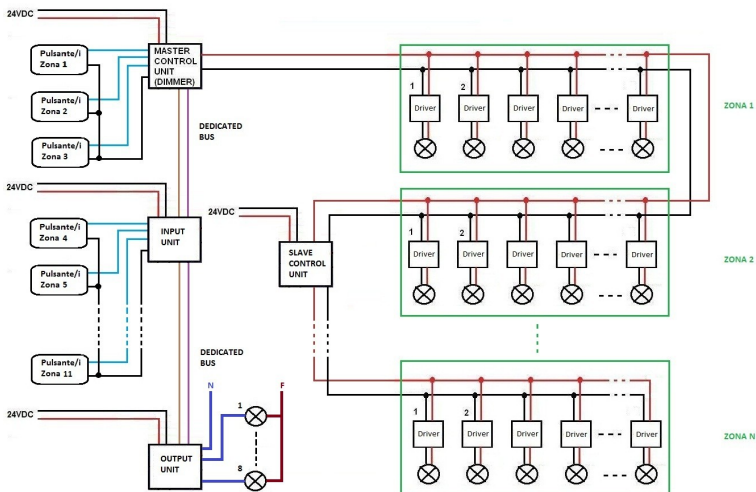 24VDC
Pulsante/i
Zona 1
Pulsante/i
Zona 2
Pulsante/i
Zona 3
MASTER
CONTROL
UNIT
(DIMMER)
DEDICATED
BUS
1
2
Driver
Driver
Driver
Driver
Driver
ZONA 1
24VDC
Pulsante/i
Zona 4
Pulsante/i
Zona 5
Pulsante/i
Zona 11
INPUT
UNIT
24VDC
SLAVE
CONTROL
UNIT
1
2
Driver
Driver
Driver
Driver
Driver
ZONA 2
DEDICATED
BUS
24VDC
OUTPUT
UNIT
N
F
1
8
1
2
Driver
Driver
Driver
Driver
Driver
ZONA N